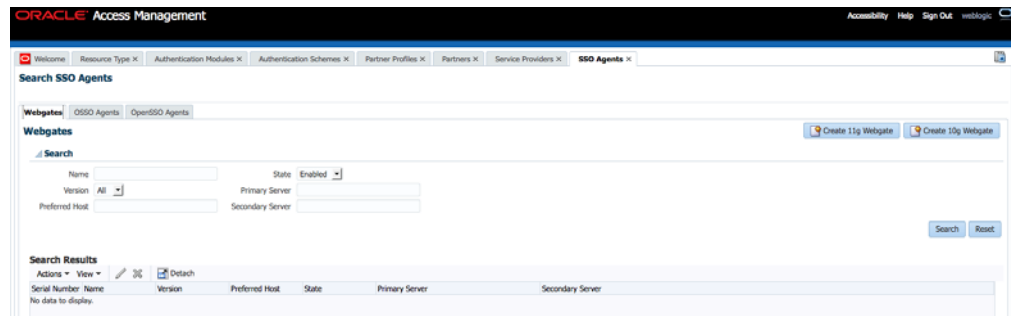 ORACLE® Access Management
Accessibility Help Sign Out weblogic
Welcome Resource Type × Authentication Modules × Authentication Schemes × Partner Profiles × Partners × Service Providers × SSO Agents ×
Search SSO Agents
Webgates OSSO Agents OpenSSO Agents
Webgates Create 11g Webgate Create 10g Webgate
Search
Name State Enabled
Version All Primary Server
Preferred Host Secondary Server
Search Reset
Search Results
Actions View Detach
Serial Number Name Version Preferred Host State Primary Server Secondary Server
No data to display.